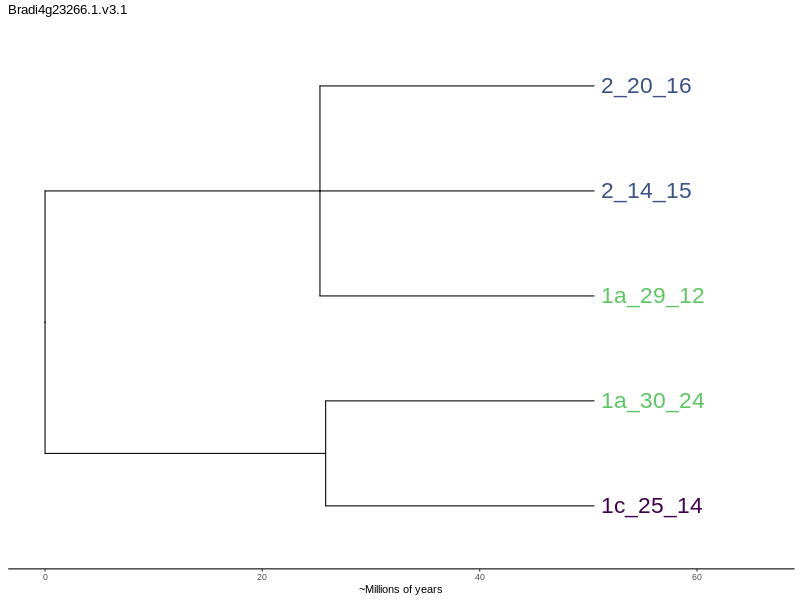 Bradi4g23266.1.v3.1
2_20_16
2_14_15
1a_29_12
1a_30_24
1c_25_14
0 20 40 60
~Millions of years